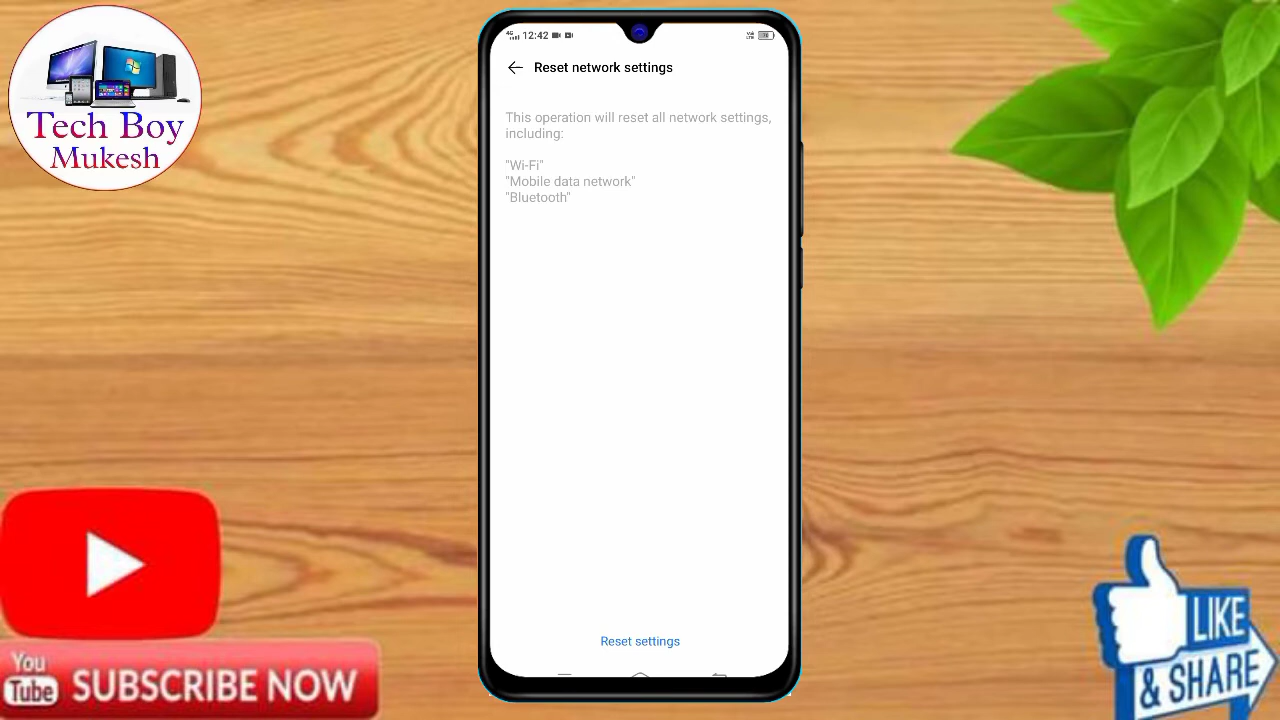 Tech Boy
Mukesh
4G 12:42
Reset network settings
This operation will reset all network settings,
including:
"Wi-Fi"
"Mobile data network"
"Bluetooth"
Reset settings
You
Tube SUBSCRIBE NOW
LIKE
& SHARE